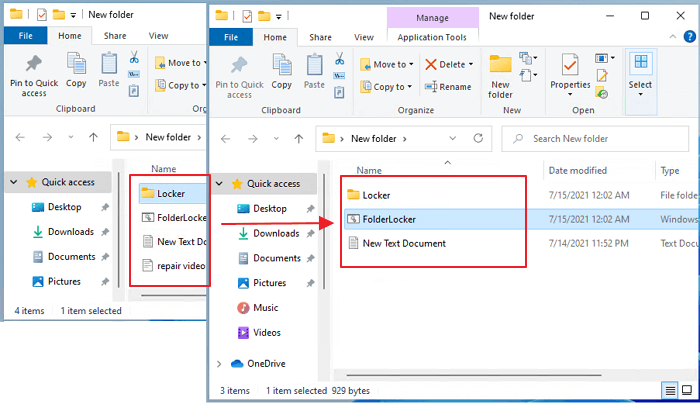 New folder
File Home Share View
Pin to Quick access
Copy
Paste
Move to
Copy to
Clipboard
New folder
Name
Quick access
Desktop
Downloads
Documents
Pictures
Locker
FolderLocke
New Text Do
repair video
4 items 1 item selected
Manage New folder
File Home Share View Application Tools
Pin to Quick access
Copy
Paste
Move to
Copy to
Delete
Rename
New folder
Properties
Select
Clipboard Organize New Open
New folder
Search New folder
Name Date modified Type
Quick access
Desktop
Downloads
Documents
Pictures
Music
Videos
OneDrive
Locker 7/15/2021 12:02 AM File folde
FolderLocker 7/15/2021 12:02 AM Windows
New Text Document 7/14/2021 11:52 PM Text Docu
3 items 1 item selected 929 bytes